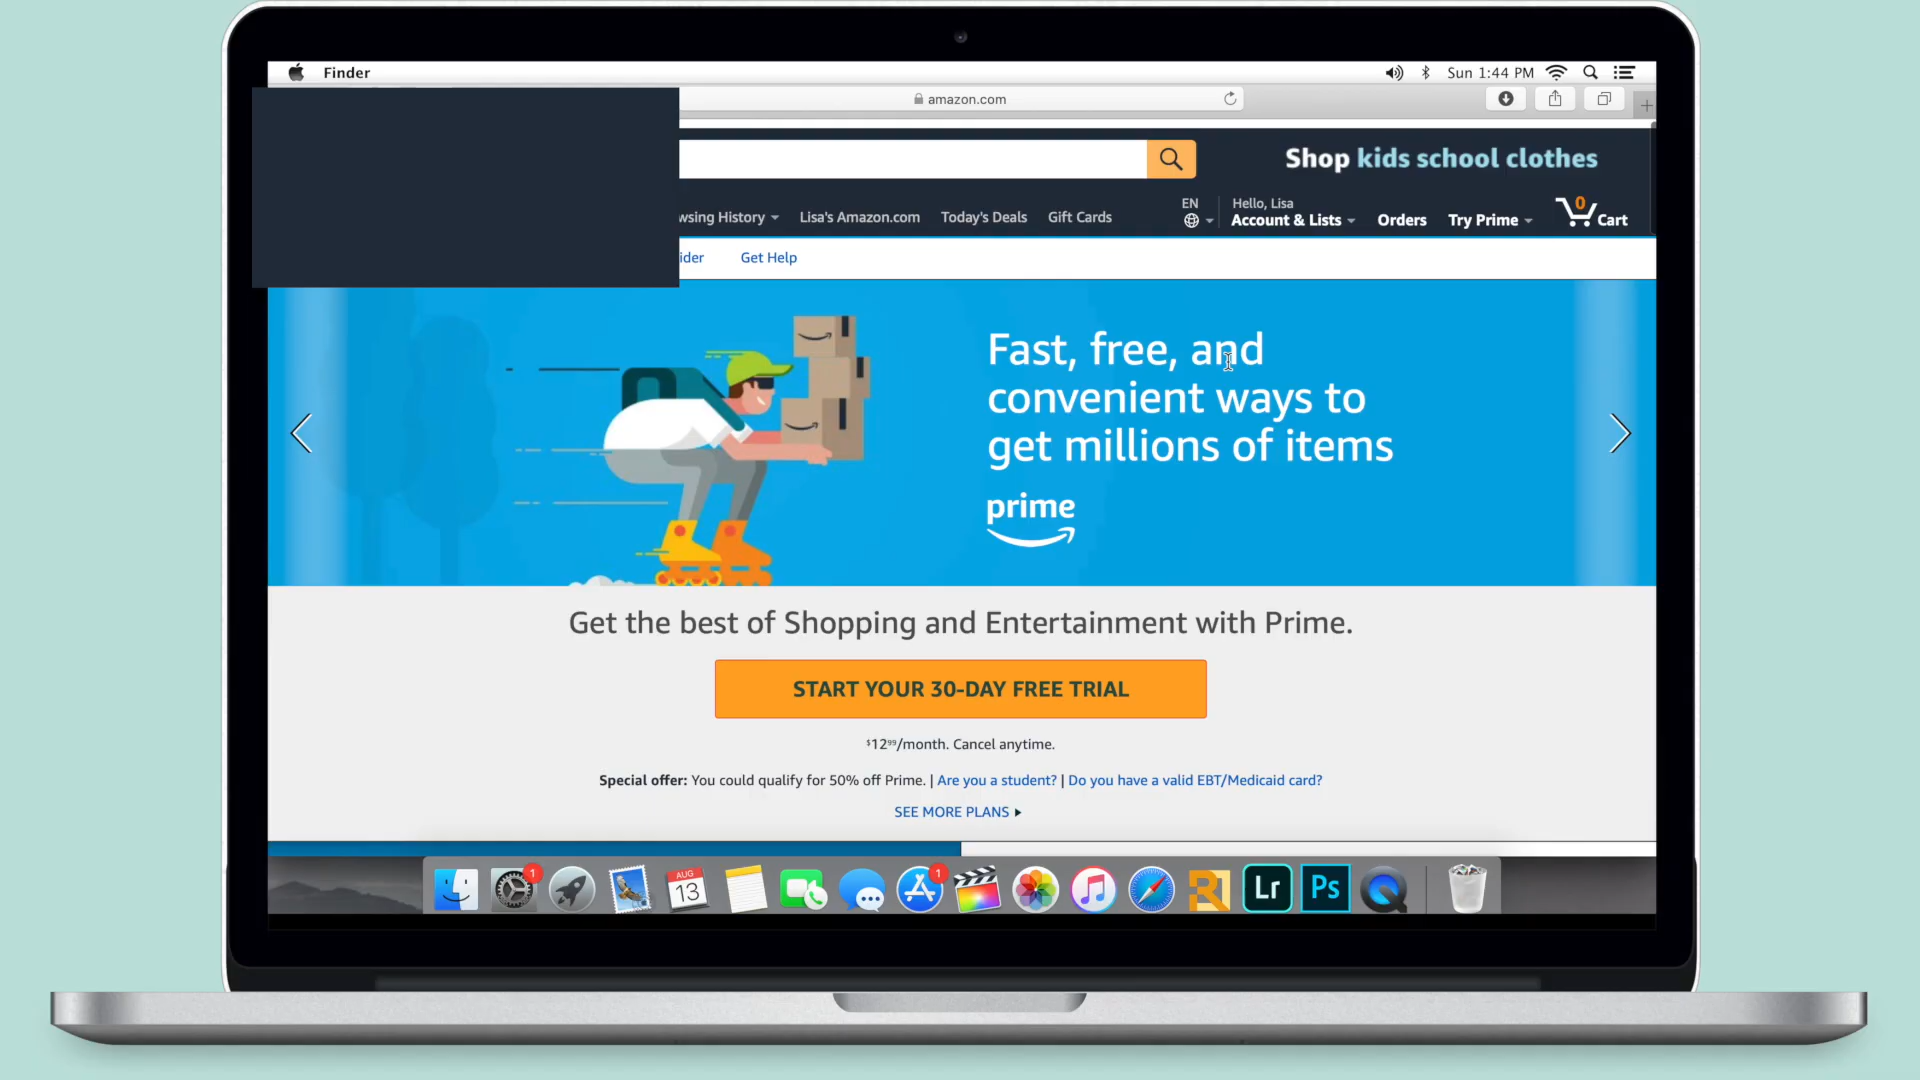 Finder
Sun 1:44 PM
amazon.com
Shop kids school clothes
History
Lisa's Amazon.com
Today's Deals
Gift Cards
EN
Hello, Lisa
Account & Lists
Orders
Try Prime
0
Cart
Get Help
Fast, free, and
convenient ways to
get millions of items
prime
Get the best of Shopping and Entertainment with Prime.
START YOUR 30-DAY FREE TRIAL
$1299/month. Cancel anytime.
Special offer: You could qualify for 50% off Prime. | Are you a student? | Do you have a valid EBT/Medicaid card?
SEE MORE PLANS
1
AUG
13
1
Lr
Ps